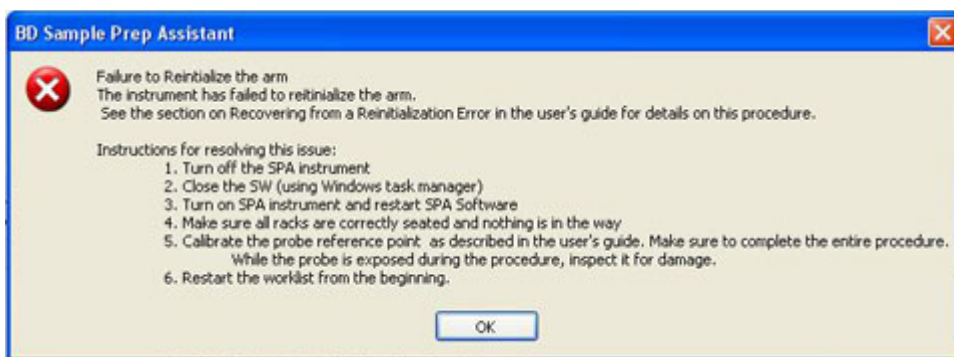 BD Sample Prep Assistant
Failure to Reintialize the arm
The instrument has failed to reitinialize the arm.
See the section on Recovering from a Reinitialization Error in the user's guide for details on this procedure.
Instructions for resolving this issue:
1. Turn off the SPA instrument
2. Close the SW (using Windows task manager)
3. Turn on SPA instrument and restart SPA Software
4. Make sure all racks are correctly seated and nothing is in the way
5. Calibrate the probe reference point as described in the user's guide. Make sure to complete the entire procedure.
While the probe is exposed during the procedure, inspect it for damage.
6. Restart the worklist from the beginning.
OK